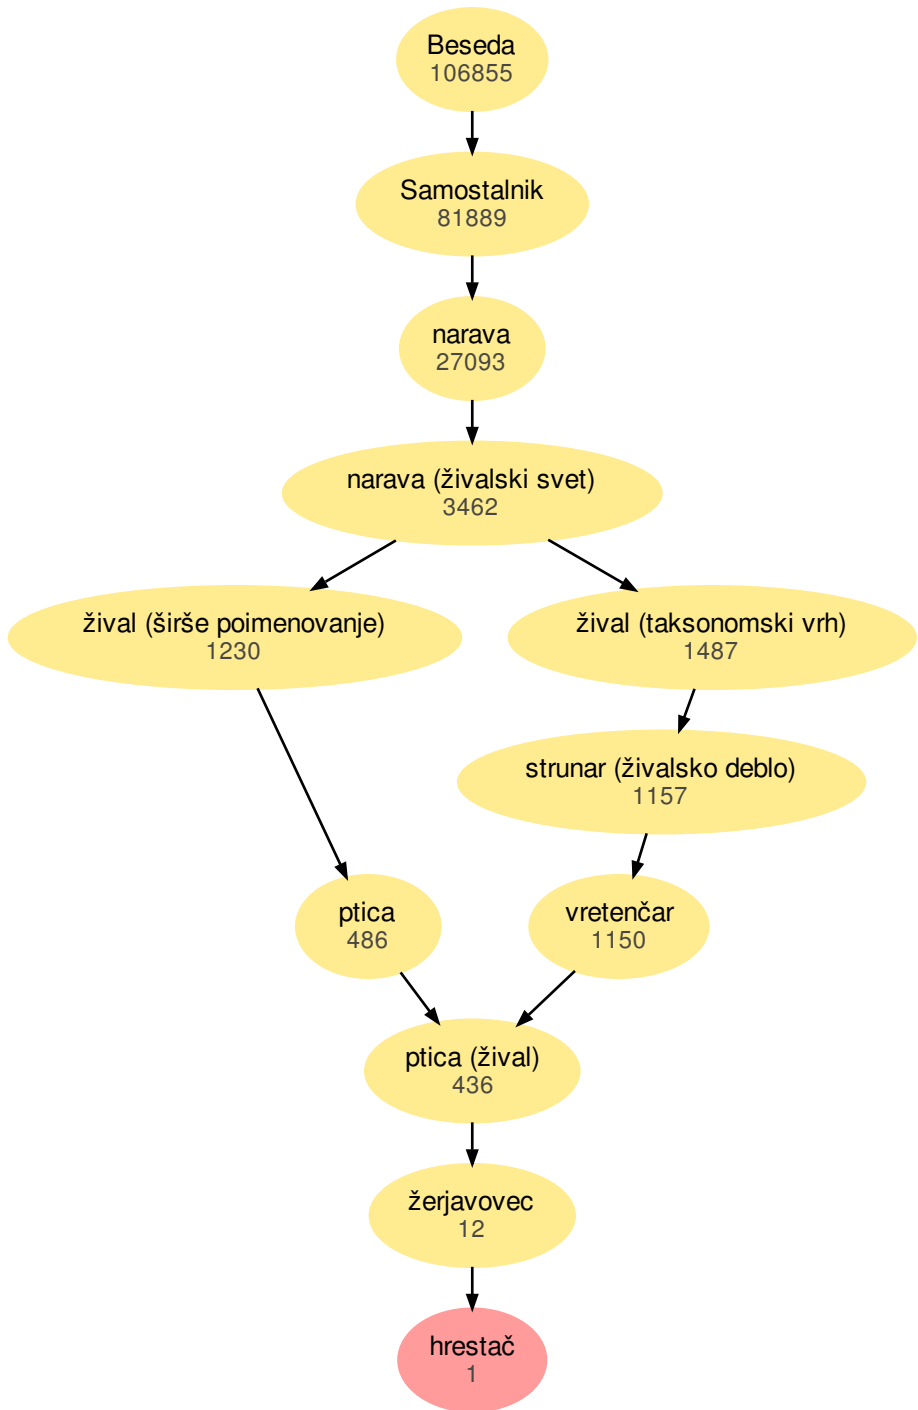 Beseda
106855
Samostalnik
81889
narava
27093
narava (živalski svet)
3462
žival (širše poimenovanje)
1230
žival (taksonomski vrh)
1487
strunar (živalsko deblo)
1157
ptica
486
vretenčar
1150
ptica (žival)
436
žerjavovec
12
hrestač
1